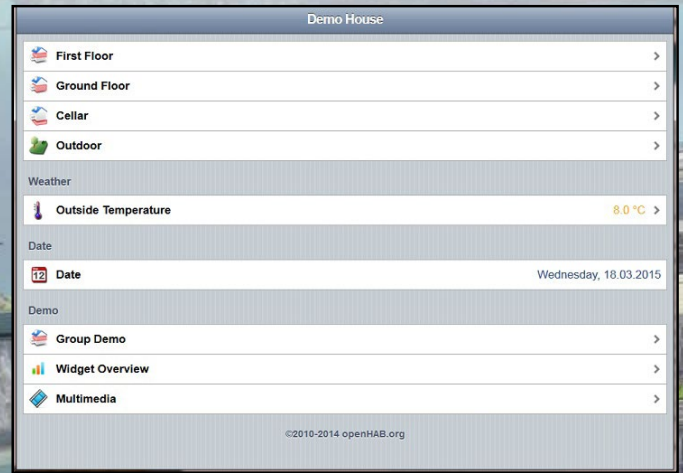 Demo House
First Floor
Ground Floor
Cellar
Outdoor
Weather
Outside Temperature 8.0 °C
Date
12 Date Wednesday, 18.03.2015
Demo
Group Demo
Widget Overview
Multimedia
©2010-2014 openHAB.org